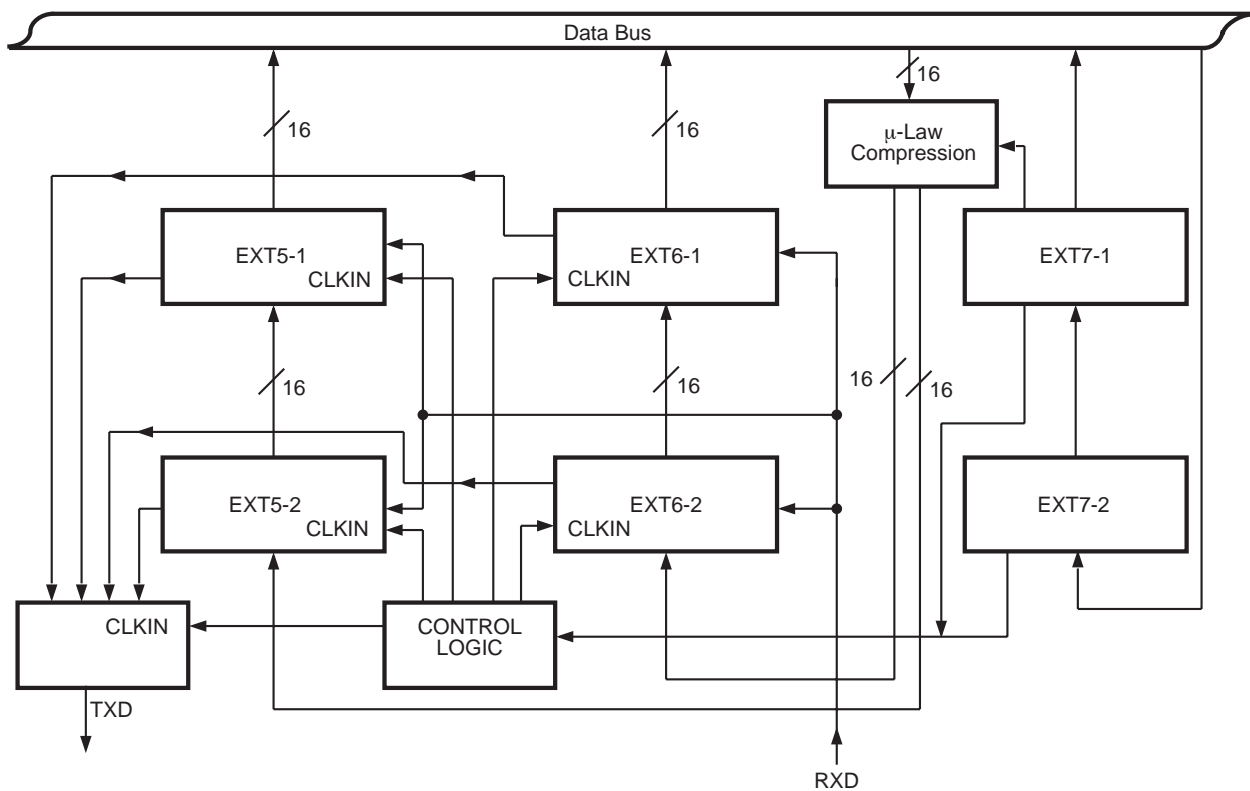 Data Bus
16
16
16
μ-Law
Compression
EXT5-1
CLKIN
EXT6-1
CLKIN
EXT7-1
16
16
16
16
EXT5-2
CLKIN
EXT6-2
CLKIN
EXT7-2
CLKIN
CONTROL
LOGIC
TXD
RXD